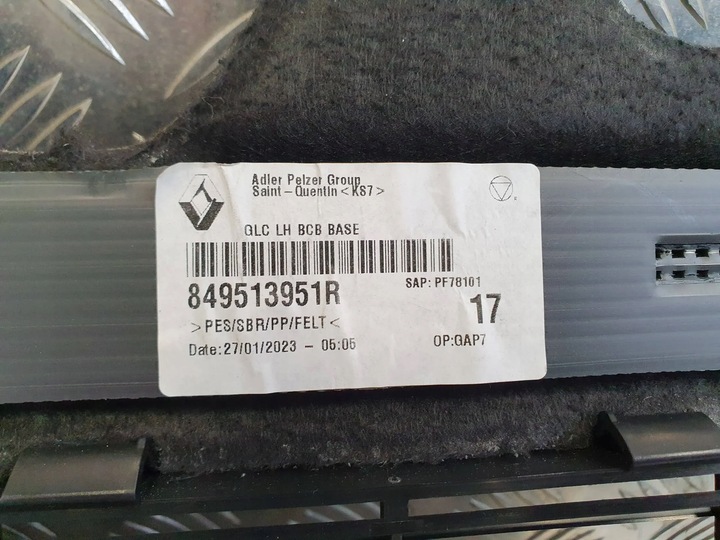 Adler Pelzer Group
Saint-Quentin <KS7>
GLC LH BCB BASE
849513951R
SAP: PF78101
17
>PES/SBR/PP/FELT<
Date:27/01/2023 - 05:05
OP:GAP7